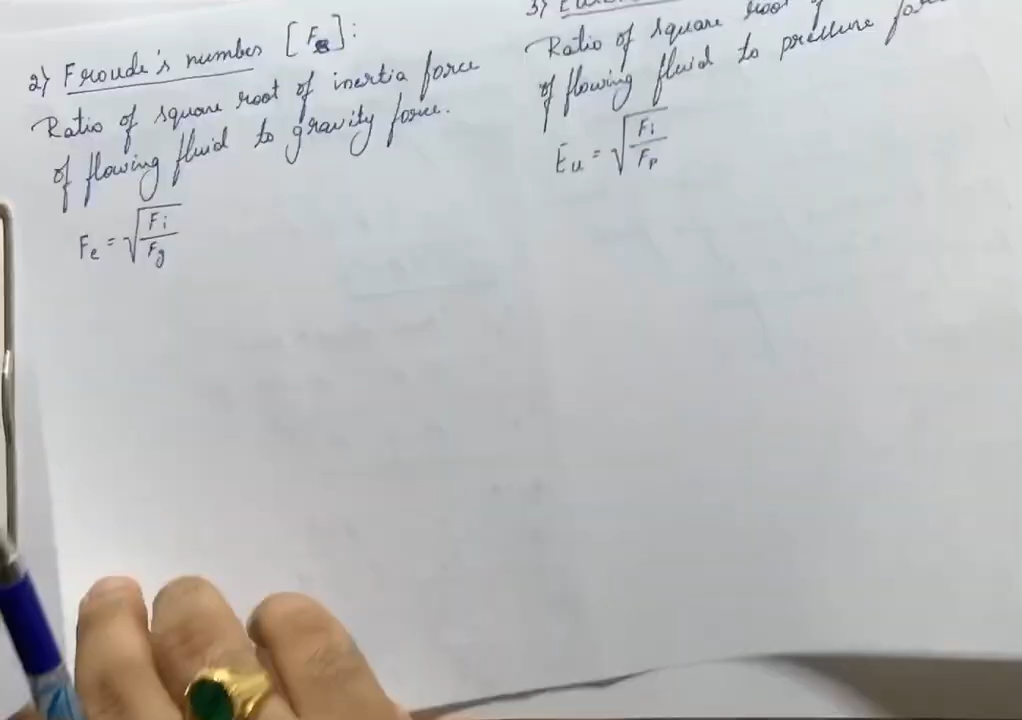 2) Froude's number [Fe]:
Ratio of square root of inertia force
of flowing fluid to gravity force.
Fe = √Fi/Fg
3)
Ratio of square root
of flowing fluid to pressure
Eu = √Fi/Fp